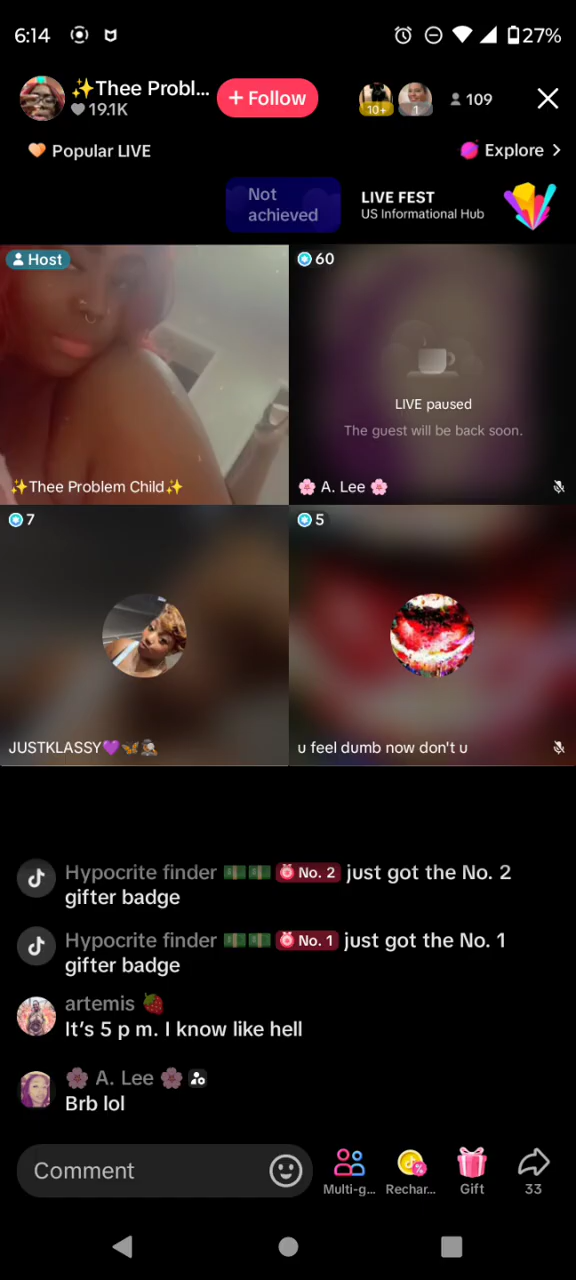 6:14
27%
✨Thee Probl...
19.1K
+ Follow
10+
1
109
Popular LIVE
Explore >
Not
achieved
LIVE FEST
US Informational Hub
Host
✨Thee Problem Child✨
60
LIVE paused
The guest will be back soon.
🌸 A. Lee 🌸
7
JUSTKLASSY💜🦋🕵🏽‍♀️
5
u feel dumb now don't u
Hypocrite finder 💵💵 No. 2 just got the No. 2
gifter badge
Hypocrite finder 💵💵 No. 1 just got the No. 1
gifter badge
artemis 🍓
It’s 5 p m. I know like hell
🌸 A. Lee 🌸
Brb lol
Comment
Multi-g...
Rechar...
Gift
33